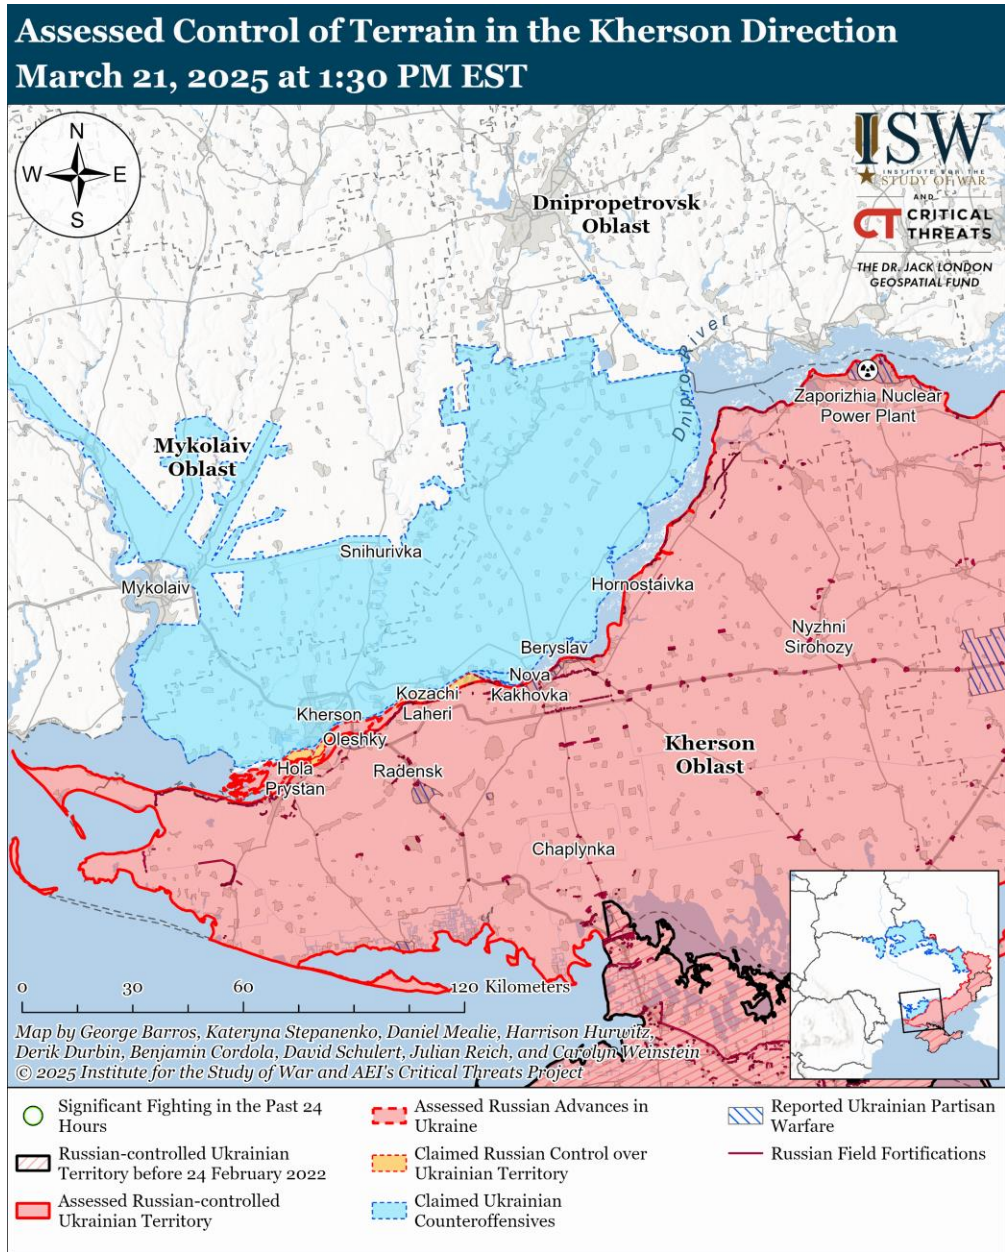 Assessed Control of Terrain in the Kherson Direction
March 21, 2025 at 1:30 PM EST
N
W
E
S
ISW
INSTITUTE FOR THE
STUDY OF WAR
AND
CT CRITICAL
THREATS
THE DR. JACK LONDON
GEOSPATIAL FUND
Dnipropetrovsk
Oblast
Dnipro River
Zaporizhia Nuclear
Power Plant
Mykolaiv
Oblast
Snihurivka
Mykolaiv
Hornostaivka
Nyzhni
Sirohozy
Beryslav
Nova
Kakhovka
Kozachi
Laheri
Kherson
Oleshky
Hola
Prystan
Radensk
Kherson
Oblast
Chaplynka
0 30 60 120 Kilometers
Map by George Barros, Kateryna Stepanenko, Daniel Mealie, Harrison Hurwitz,
Derik Durbin, Benjamin Cordola, David Schulert, Julian Reich, and Carolyn Weinstein
© 2025 Institute for the Study of War and AEI's Critical Threats Project
Significant Fighting in the Past 24
Hours
Russian-controlled Ukrainian
Territory before 24 February 2022
Assessed Russian-controlled
Ukrainian Territory
Assessed Russian Advances in
Ukraine
Claimed Russian Control over
Ukrainian Territory
Claimed Ukrainian
Counteroffensives
Reported Ukrainian Partisan
Warfare
Russian Field Fortifications